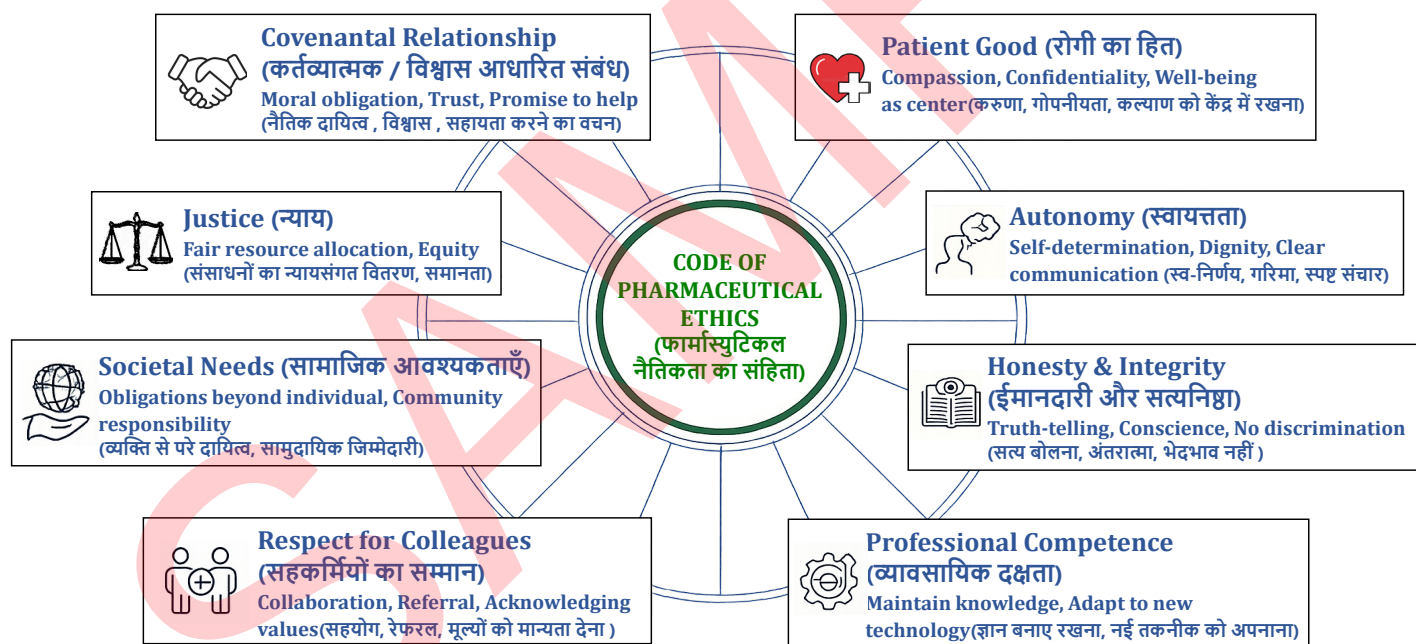 Covenantal Relationship
(कर्तव्यात्मक / विश्वास आधारित संबंध)
Moral obligation, Trust, Promise to help
(नैतिक दायित्व , विश्वास , सहायता करने का वचन)
Patient Good (रोगी का हित)
Compassion, Confidentiality, Well-being
as center(करुणा, गोपनीयता, कल्याण को केंद्र में रखना)
Justice (न्याय)
Fair resource allocation, Equity
(संसाधनों का न्यायसंगत वितरण, समानता)
Autonomy (स्वायत्तता)
Self-determination, Dignity, Clear
communication (स्व-निर्णय, गरिमा, स्पष्ट संचार)
CODE OF
PHARMACEUTICAL
ETHICS
(फार्मास्युटिकल
नैतिकता का संहिता)
Societal Needs (सामाजिक आवश्यकताएँ)
Obligations beyond individual, Community
responsibility
(व्यक्ति से परे दायित्व, सामुदायिक जिम्मेदारी)
Honesty & Integrity
(ईमानदारी और सत्यनिष्ठा)
Truth-telling, Conscience, No discrimination
(सत्य बोलना, अंतरात्मा, भेदभाव नहीं )
Respect for Colleagues
(सहकर्मियों का सम्मान)
Collaboration, Referral, Acknowledging
values(सहयोग, रेफरल, मूल्यों को मान्यता देना )
Professional Competence
(व्यावसायिक दक्षता)
Maintain knowledge, Adapt to new
technology(ज्ञान बनाए रखना, नई तकनीक को अपनाना)